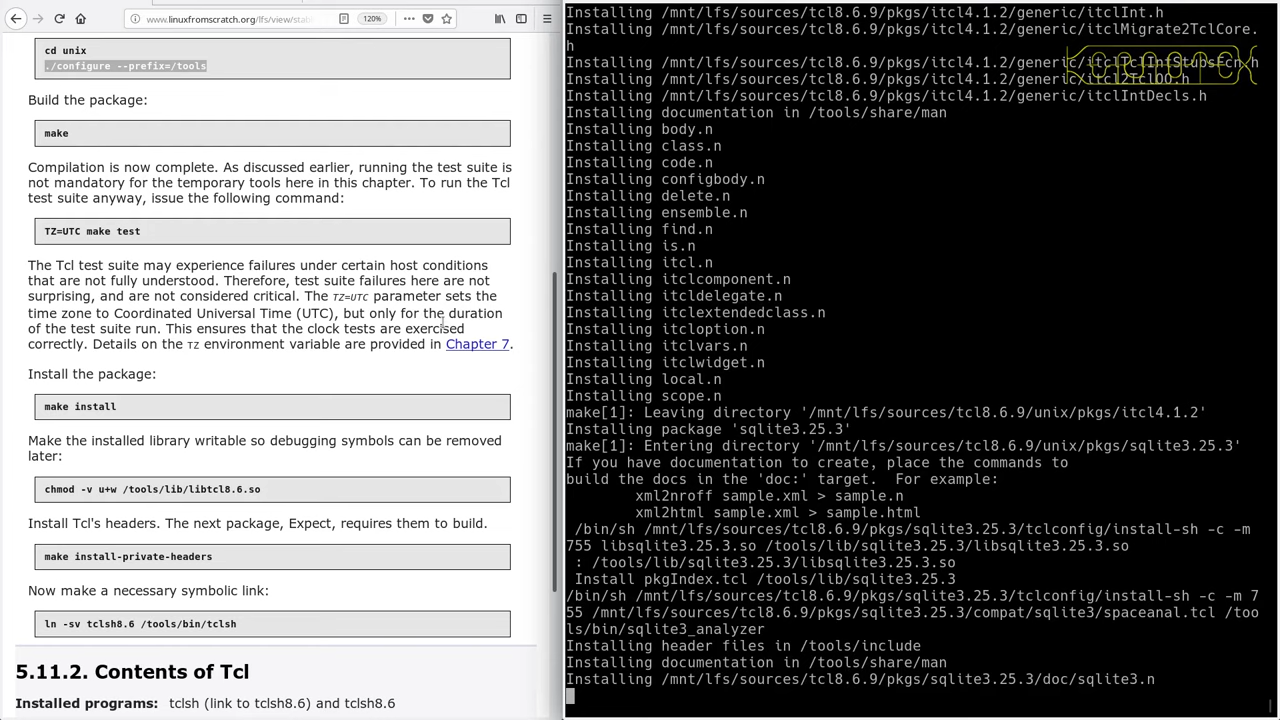 www.linuxfromscratch.org/lfs/view/stab
120%
cd unix
./configure --prefix=/tools
Build the package:
make
Compilation is now complete. As discussed earlier, running the test suite is
not mandatory for the temporary tools here in this chapter. To run the Tcl
test suite anyway, issue the following command:
TZ=UTC make test
The Tcl test suite may experience failures under certain host conditions
that are not fully understood. Therefore, test suite failures here are not
surprising, and are not considered critical. The TZ=UTC parameter sets the
time zone to Coordinated Universal Time (UTC), but only for the duration
of the test suite run. This ensures that the clock tests are exercised
correctly. Details on the TZ environment variable are provided in Chapter 7.
Install the package:
make install
Make the installed library writable so debugging symbols can be removed
later:
chmod -v u+w /tools/lib/libtcl8.6.so
Install Tcl's headers. The next package, Expect, requires them to build.
make install-private-headers
Now make a necessary symbolic link:
ln -sv tclsh8.6 /tools/bin/tclsh
5.11.2. Contents of Tcl
Installed programs: tclsh (link to tclsh8.6) and tclsh8.6
Installing /mnt/lfs/sources/tcl8.6.9/pkgs/itcl4.1.2/generic/itclInt.h
Installing /mnt/lfs/sources/tcl8.6.9/pkgs/itcl4.1.2/generic/itclMigrate2TclCore.
h
Installing /mnt/lfs/sources/tcl8.6.9/pkgs/itcl4.1.2/generic/itclTclIntStubsFcn.h
Installing /mnt/lfs/sources/tcl8.6.9/pkgs/itcl4.1.2/generic/itcl2TclOO.h
Installing /mnt/lfs/sources/tcl8.6.9/pkgs/itcl4.1.2/generic/itclIntDecls.h
Installing documentation in /tools/share/man
Installing body.n
Installing class.n
Installing code.n
Installing configbody.n
Installing delete.n
Installing ensemble.n
Installing find.n
Installing is.n
Installing itcl.n
Installing itclcomponent.n
Installing itcldelegate.n
Installing itclextendedclass.n
Installing itcloption.n
Installing itclvars.n
Installing itclwidget.n
Installing local.n
Installing scope.n
make[1]: Leaving directory '/mnt/lfs/sources/tcl8.6.9/unix/pkgs/itcl4.1.2'
Installing package 'sqlite3.25.3'
make[1]: Entering directory '/mnt/lfs/sources/tcl8.6.9/unix/pkgs/sqlite3.25.3'
If you have documentation to create, place the commands to
build the docs in the 'doc:' target.  For example:
xml2nroff sample.xml > sample.n
xml2html sample.xml > sample.html
/bin/sh /mnt/lfs/sources/tcl8.6.9/pkgs/sqlite3.25.3/tclconfig/install-sh -c -m
755 libsqlite3.25.3.so /tools/lib/sqlite3.25.3/libsqlite3.25.3.so
: /tools/lib/sqlite3.25.3/libsqlite3.25.3.so
Install pkgIndex.tcl /tools/lib/sqlite3.25.3
/bin/sh /mnt/lfs/sources/tcl8.6.9/pkgs/sqlite3.25.3/tclconfig/install-sh -c -m 7
55 /mnt/lfs/sources/tcl8.6.9/pkgs/sqlite3.25.3/compat/sqlite3/spaceanal.tcl /too
ls/bin/sqlite3_analyzer
Installing header files in /tools/include
Installing documentation in /tools/share/man
Installing /mnt/lfs/sources/tcl8.6.9/pkgs/sqlite3.25.3/doc/sqlite3.n